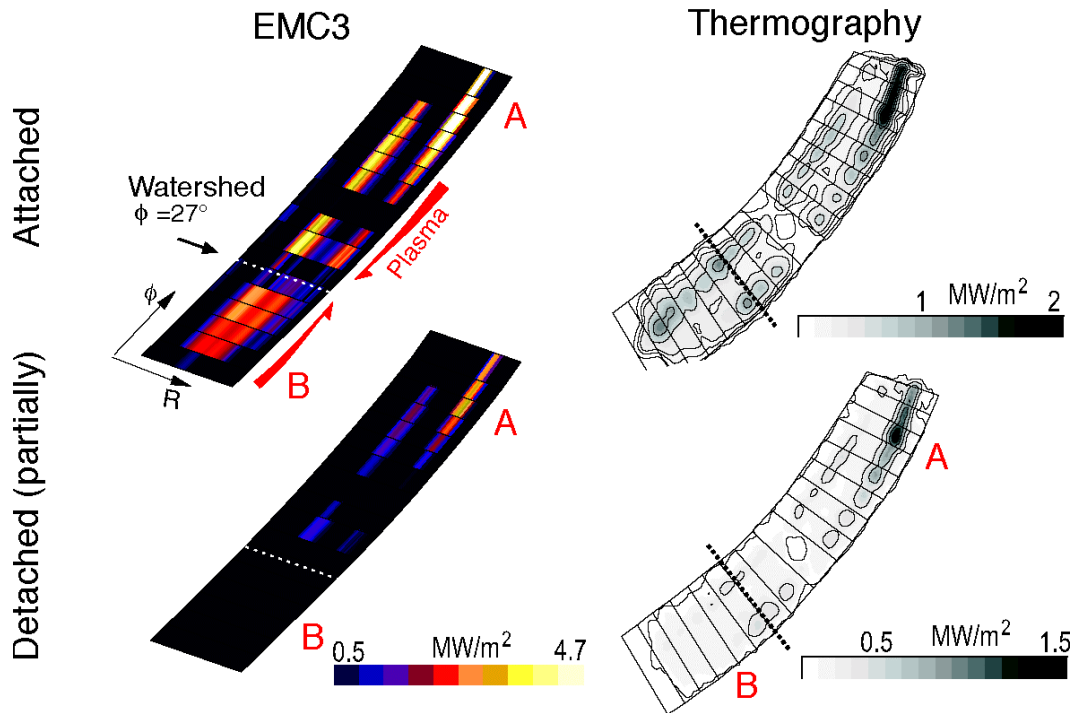 EMC3
Thermography
Attached
A
Watershed
ϕ =27°
Plasma
ϕ
R
B
1 MW/m² 2
Detached (partially)
A
B
0.5 MW/m² 4.7
A
B
0.5 MW/m² 1.5